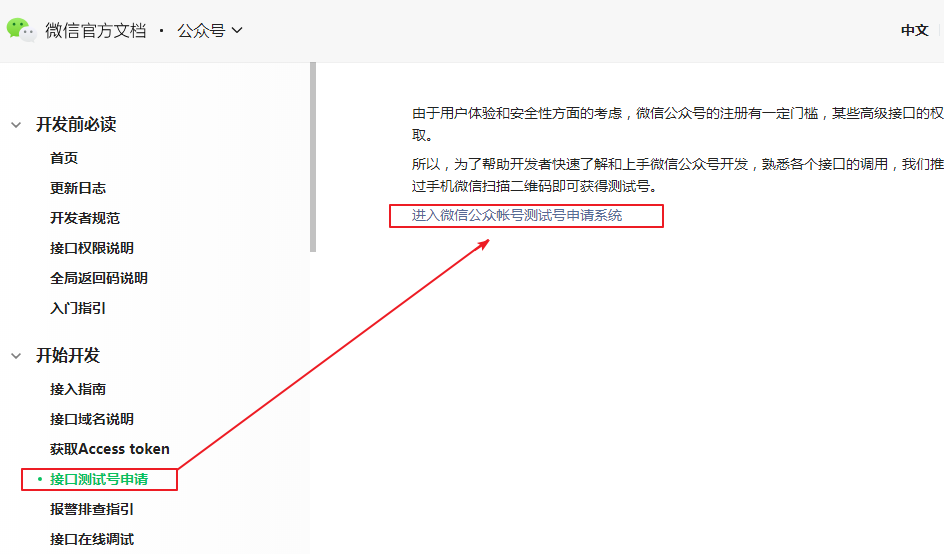 微信官方文档 · 公众号
中文
开发前必读
首页
更新日志
开发者规范
接口权限说明
全局返回码说明
入门指引
开始开发
接入指南
接口域名说明
获取Access token
接口测试号申请
报警排查指引
接口在线调试
由于用户体验和安全性方面的考虑，微信公众号的注册有一定门槛，某些高级接口的权
取。
所以，为了帮助开发者快速了解和上手微信公众号开发，熟悉各个接口的调用，我们推
过手机微信扫描二维码即可获得测试号。
进入微信公众帐号测试号申请系统